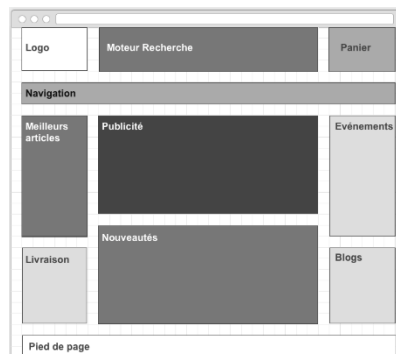 Logo
Moteur Recherche
Panier
Navigation
Meilleurs
articles
Publicité
Evénements
Nouveautés
Livraison
Blogs
Pied de page